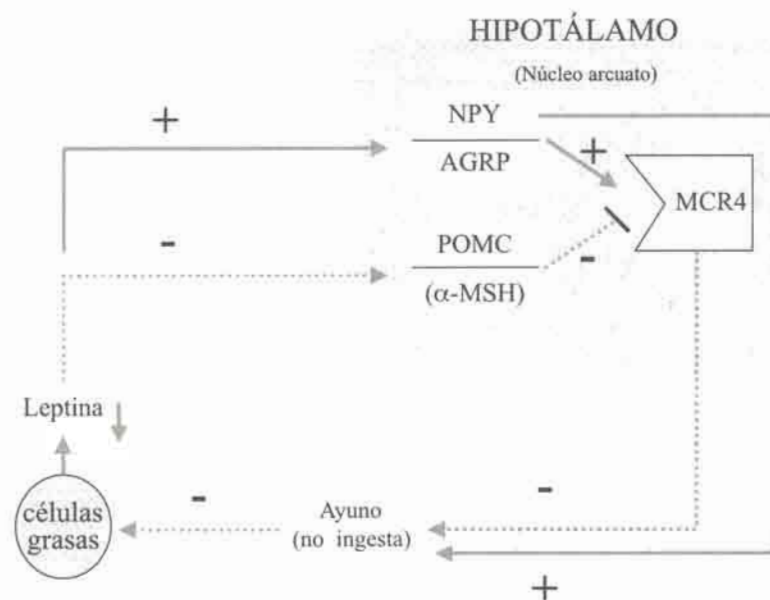 HIPOTÁLAMO
(Núcleo arcuato)
+
NPY
AGRP
+
MCR4
-
POMC
-
(α-MSH)
Leptina
-
-
células
grasas
Ayuno
(no ingesta)
+